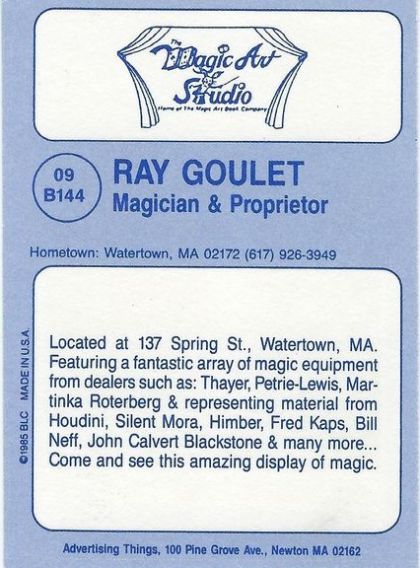 The
Magic Art
Studio
Home of The Magic Art Book Company
09
B144
RAY GOULET
Magician & Proprietor
Hometown: Watertown, MA 02172 (617) 926-3949
Located at 137 Spring St., Watertown, MA.
Featuring a fantastic array of magic equipment
from dealers such as: Thayer, Petrie-Lewis, Mar-
tinka Roterberg & representing material from
Houdini, Silent Mora, Himber, Fred Kaps, Bill
Neff, John Calvert Blackstone & many more...
Come and see this amazing display of magic.
©1985 BLC MADE IN U.S.A.
Advertising Things, 100 Pine Grove Ave., Newton MA 02162